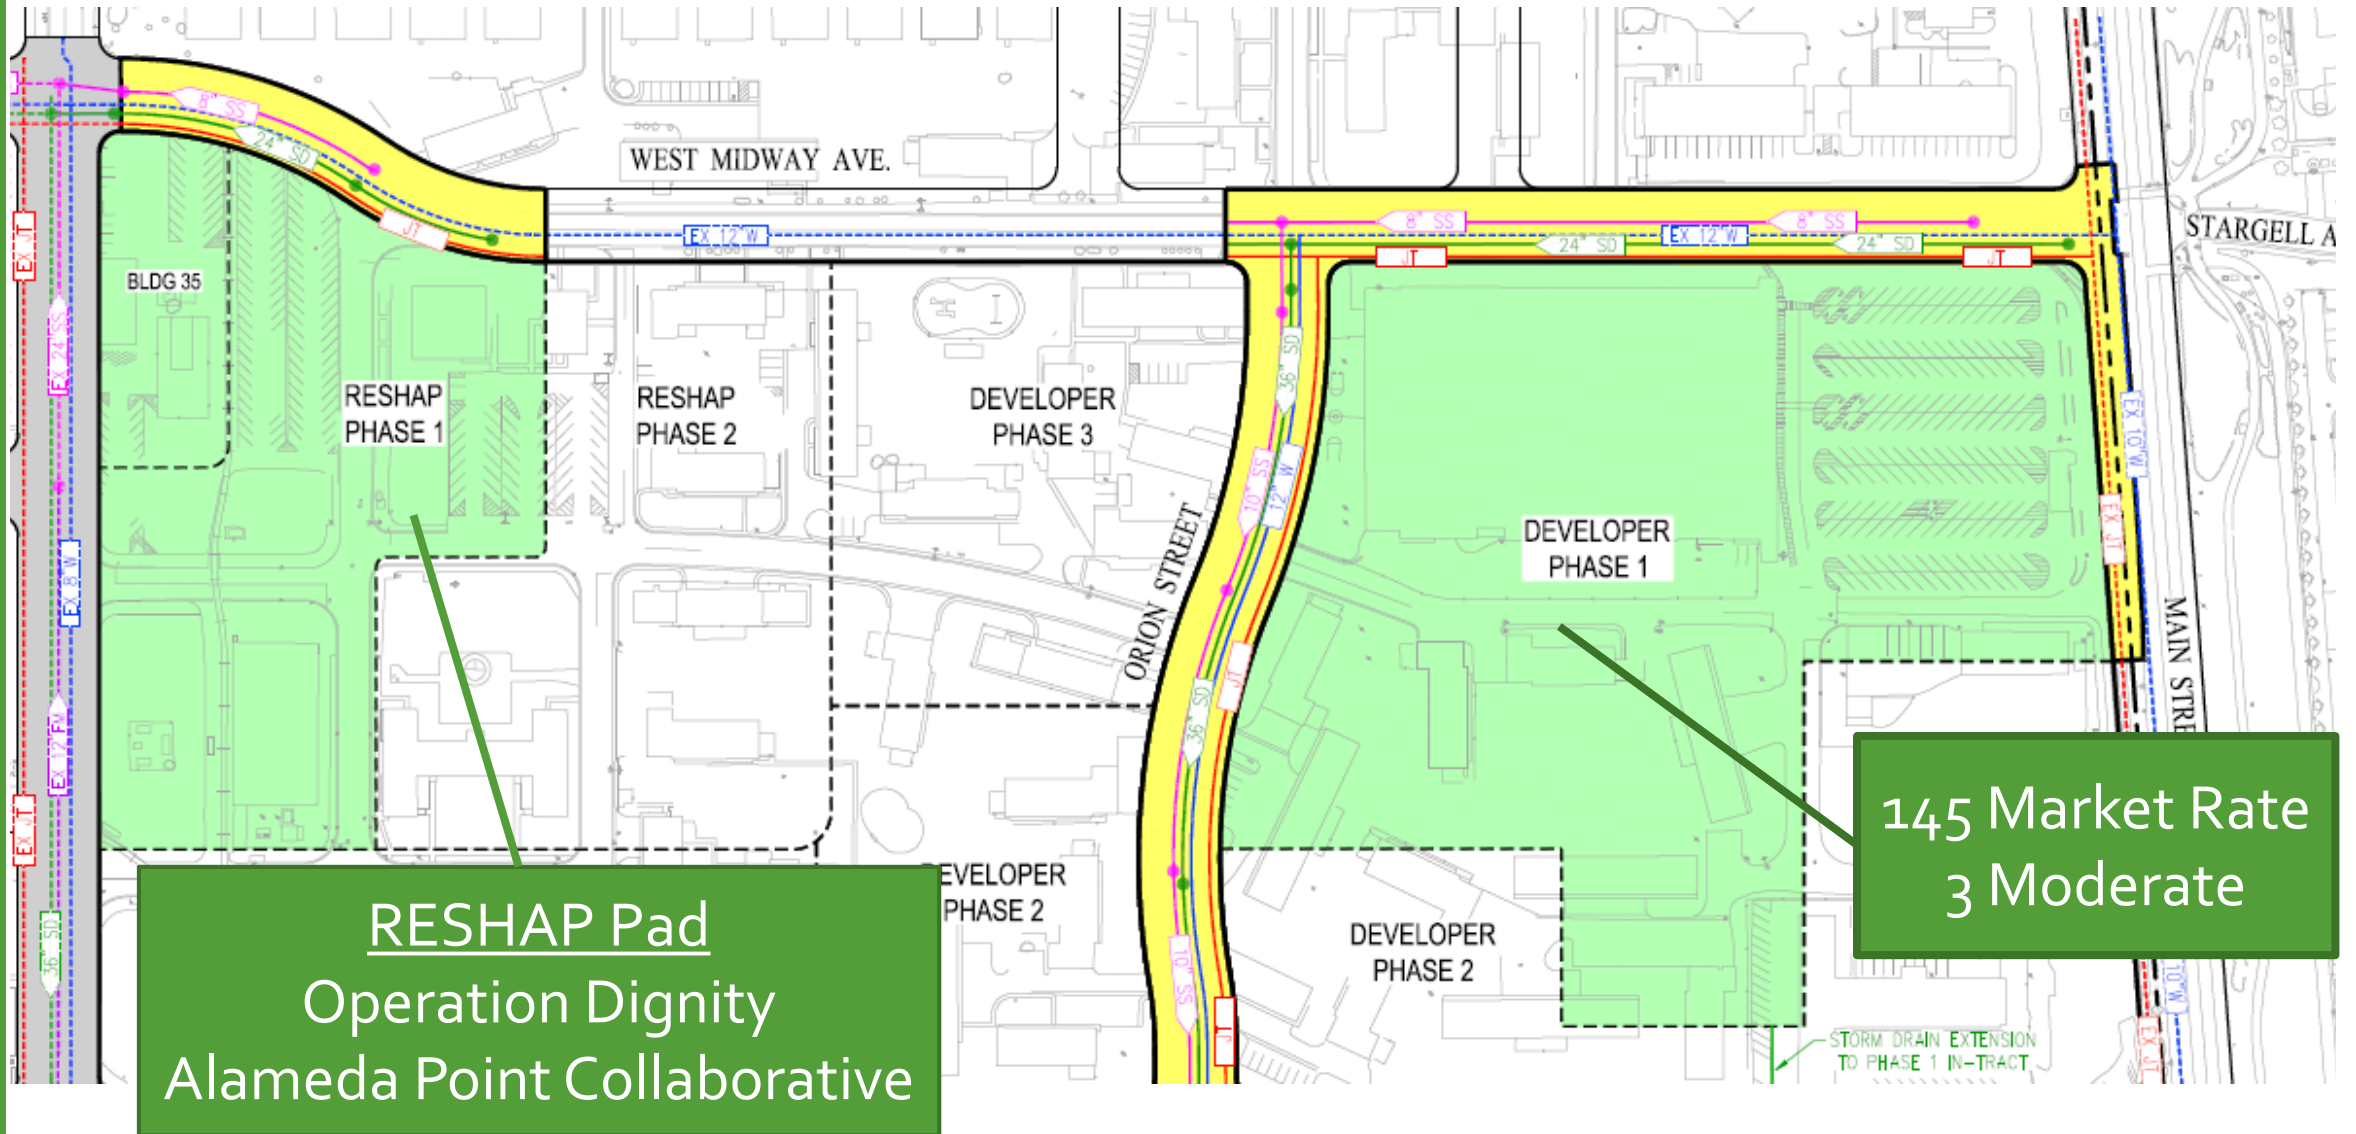 8" SS
24" SD
JT
WEST MIDWAY AVE.
EX 12"W
8" SS
8" SS
EX 12"W
24" SD
24" SD
JT
JT
STARGELL A
EX JT
BLDG 35
EX 24" SS
RESHAP
PHASE 1
RESHAP
PHASE 2
DEVELOPER
PHASE 3
36" SD
10" SS
12" W
EX 10"W
EX JT
DEVELOPER
PHASE 1
ORION STREET
EX 8"W
JT
36" SD
MAIN STRE
EX 12"FM
EX JT
145 Market Rate
3 Moderate
EVELOPER
PHASE 2
36" SD
RESHAP Pad
Operation Dignity
Alameda Point Collaborative
10" SS
JT
DEVELOPER
PHASE 2
10"W
EX JT
STORM DRAIN EXTENSION
TO PHASE 1 IN-TRACT